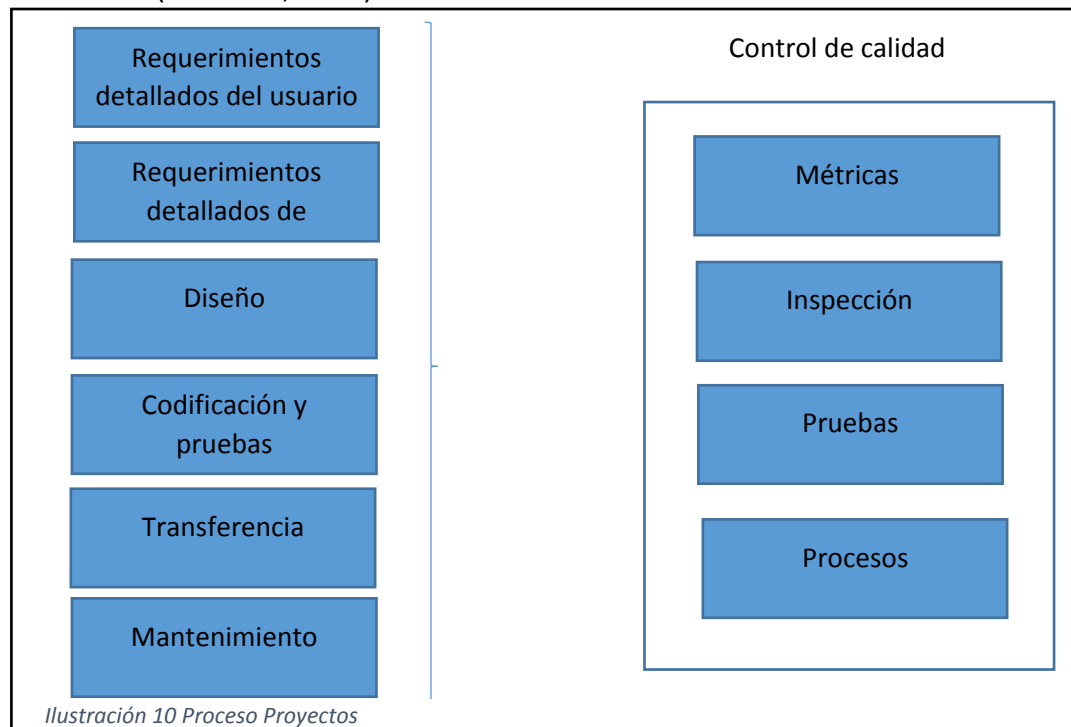 Requerimientos
detallados del usuario
Requerimientos
detallados de
Diseño
Codificación y
pruebas
Transferencia
Mantenimiento
Control de calidad
Métricas
Inspección
Pruebas
Procesos
Ilustración 10 Proceso Proyectos